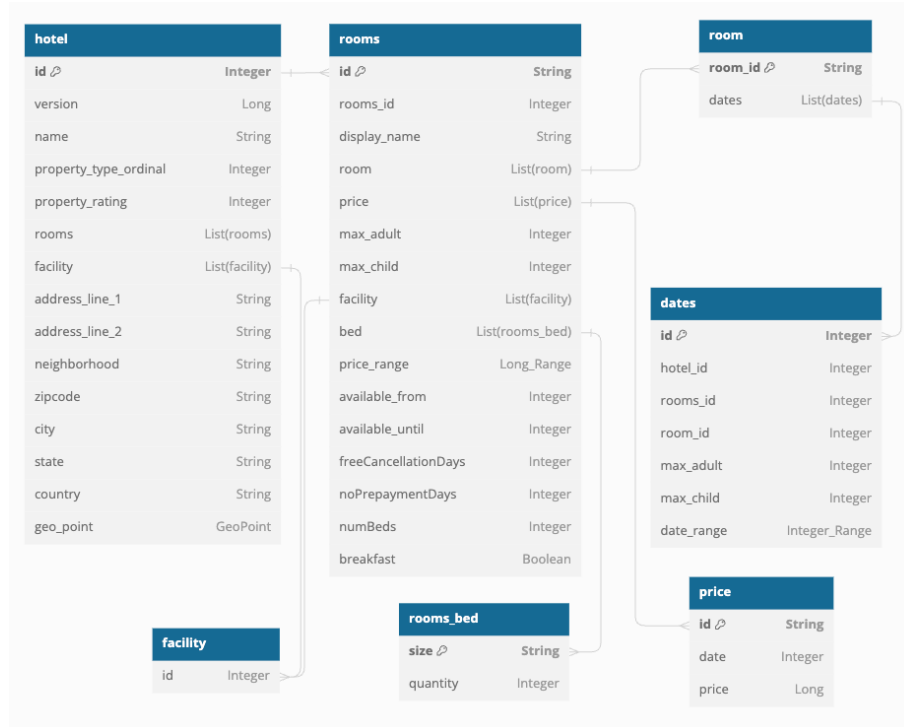 hotel
id Integer
version Long
name String
property_type_ordinal Integer
property_rating Integer
rooms List(rooms)
facility List(facility)
address_line_1 String
address_line_2 String
neighborhood String
zipcode String
city String
state String
country String
geo_point GeoPoint
rooms
id String
rooms_id Integer
display_name String
room List(room)
price List(price)
max_adult Integer
max_child Integer
facility List(facility)
bed List(rooms_bed)
price_range Long_Range
available_from Integer
available_until Integer
freeCancellationDays Integer
noPrepaymentDays Integer
numBeds Integer
breakfast Boolean
room
room_id String
dates List(dates)
dates
id Integer
hotel_id Integer
rooms_id Integer
room_id Integer
max_adult Integer
max_child Integer
date_range Integer_Range
price
id String
date Integer
price Long
rooms_bed
size String
quantity Integer
facility
id Integer